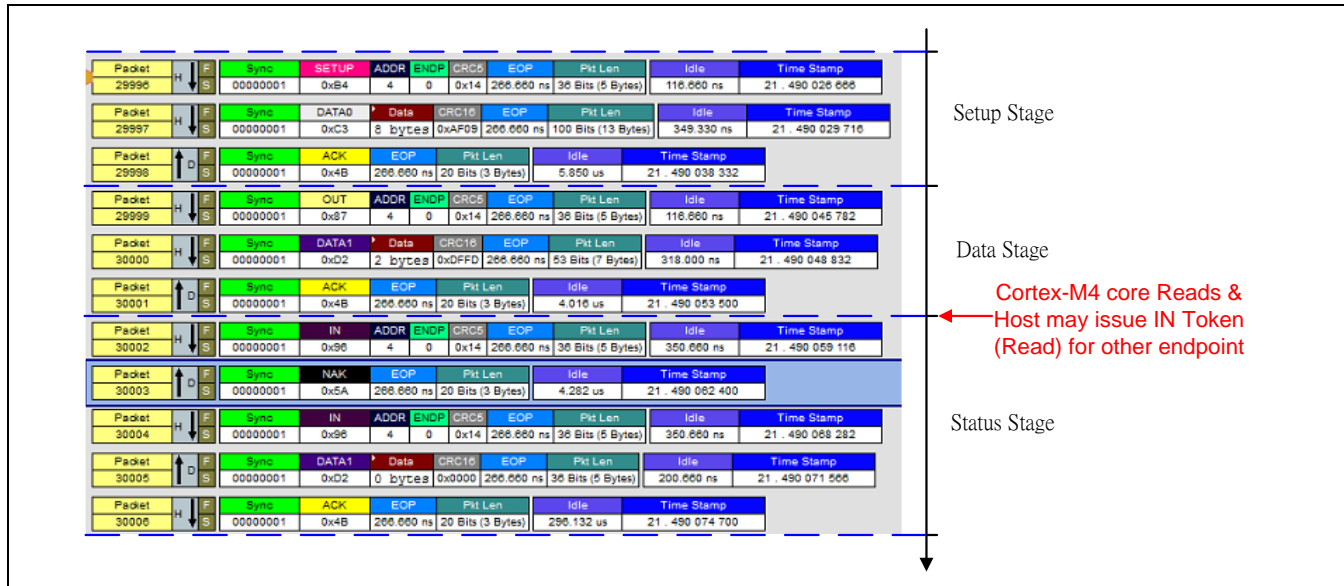 Packet H F Sync SETUP ADDR ENDP CRC5 EOP Pkt Len Idle Time Stamp
29996 S 00000001 0xB4 4 0 0x14 266.660 ns 36 Bits (5 Bytes) 116.660 ns 21 . 490 026 666
Setup Stage
Packet H F Sync DATA0 Data CRC16 EOP Pkt Len Idle Time Stamp
29997 S 00000001 0xC3 8 bytes 0xAF09 266.660 ns 100 Bits (13 Bytes) 349.330 ns 21 . 490 029 716
Packet D F Sync ACK EOP Pkt Len Idle Time Stamp
29998 S 00000001 0x4B 266.660 ns 20 Bits (3 Bytes) 5.850 us 21 . 490 038 332
Packet H F Sync OUT ADDR ENDP CRC5 EOP Pkt Len Idle Time Stamp
29999 S 00000001 0x87 4 0 0x14 266.660 ns 36 Bits (5 Bytes) 116.660 ns 21 . 490 045 782
Packet H F Sync DATA1 Data CRC16 EOP Pkt Len Idle Time Stamp
30000 S 00000001 0xD2 2 bytes 0xDFFD 266.660 ns 53 Bits (7 Bytes) 318.000 ns 21 . 490 048 832
Data Stage
Packet D F Sync ACK EOP Pkt Len Idle Time Stamp
30001 S 00000001 0x4B 266.660 ns 20 Bits (3 Bytes) 4.016 us 21 . 490 053 500
Cortex-M4 core Reads &
Host may issue IN Token
(Read) for other endpoint
Packet H F Sync IN ADDR ENDP CRC5 EOP Pkt Len Idle Time Stamp
30002 S 00000001 0x96 4 0 0x14 266.660 ns 36 Bits (5 Bytes) 350.660 ns 21 . 490 059 116
Packet D F Sync NAK EOP Pkt Len Idle Time Stamp
30003 S 00000001 0x5A 266.660 ns 20 Bits (3 Bytes) 4.282 us 21 . 490 062 400
Packet H F Sync IN ADDR ENDP CRC5 EOP Pkt Len Idle Time Stamp
30004 S 00000001 0x96 4 0 0x14 266.660 ns 36 Bits (5 Bytes) 350.660 ns 21 . 490 068 282
Status Stage
Packet D F Sync DATA1 Data CRC16 EOP Pkt Len Idle Time Stamp
30005 S 00000001 0xD2 0 bytes 0x0000 266.660 ns 36 Bits (5 Bytes) 200.660 ns 21 . 490 071 566
Packet H F Sync ACK EOP Pkt Len Idle Time Stamp
30006 S 00000001 0x4B 266.660 ns 20 Bits (3 Bytes) 296.132 us 21 . 490 074 700